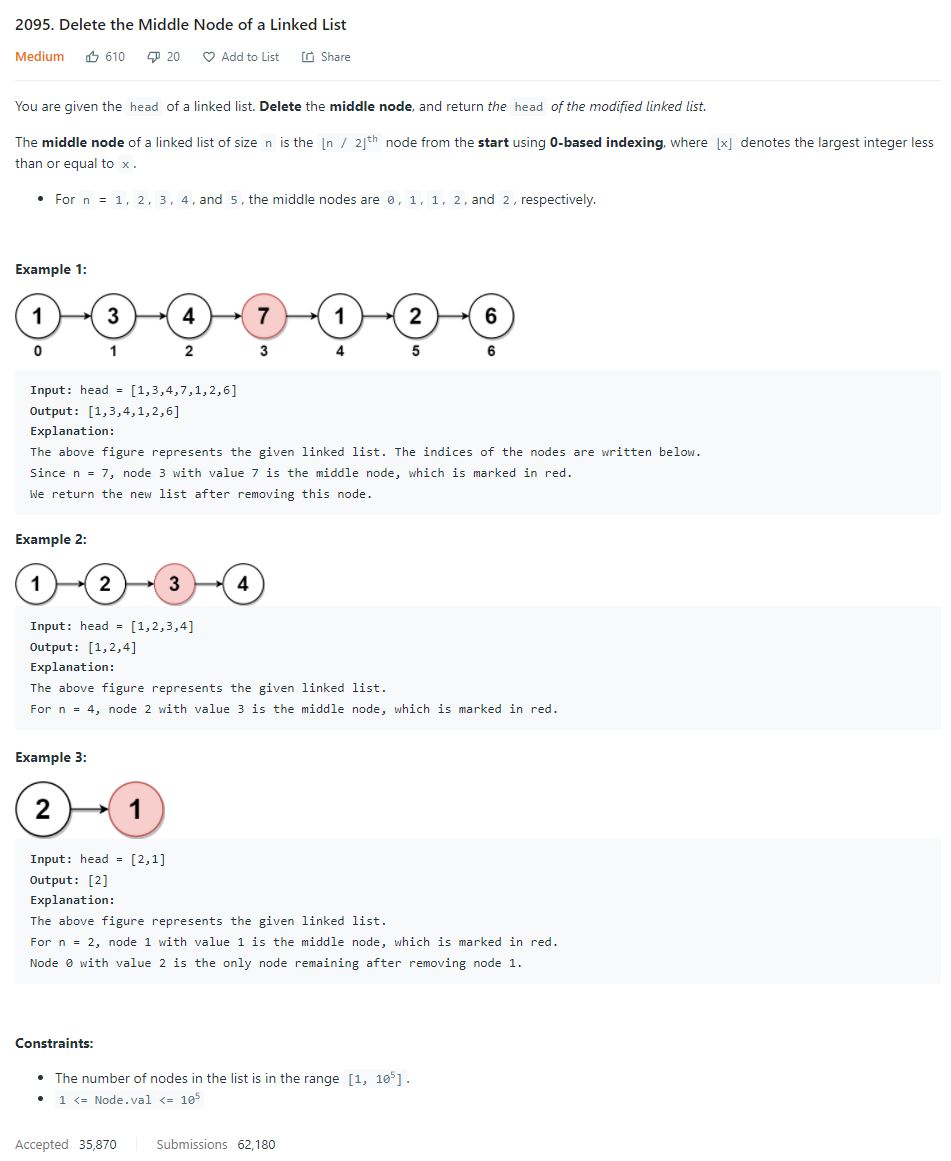 2095. Delete the Middle Node of a Linked List
Medium 610 20 Add to List Share
You are given the head of a linked list. Delete the middle node, and return the head of the modified linked list.
The middle node of a linked list of size n is the ⌊n / 2⌋th node from the start using 0-based indexing, where ⌊x⌋ denotes the largest integer less
than or equal to x.
• For n = 1, 2, 3, 4, and 5, the middle nodes are 0, 1, 1, 2, and 2, respectively.
Example 1:
1 3 4 7 1 2 6
0 1 2 3 4 5 6
Input: head = [1,3,4,7,1,2,6]
Output: [1,3,4,1,2,6]
Explanation:
The above figure represents the given linked list. The indices of the nodes are written below.
Since n = 7, node 3 with value 7 is the middle node, which is marked in red.
We return the new list after removing this node.
Example 2:
1 2 3 4
Input: head = [1,2,3,4]
Output: [1,2,4]
Explanation:
The above figure represents the given linked list.
For n = 4, node 2 with value 3 is the middle node, which is marked in red.
Example 3:
2 1
Input: head = [2,1]
Output: [2]
Explanation:
The above figure represents the given linked list.
For n = 2, node 1 with value 1 is the middle node, which is marked in red.
Node 0 with value 2 is the only node remaining after removing node 1.
Constraints:
• The number of nodes in the list is in the range [1, 10⁵].
• 1 <= Node.val <= 10⁵
Accepted 35,870 Submissions 62,180